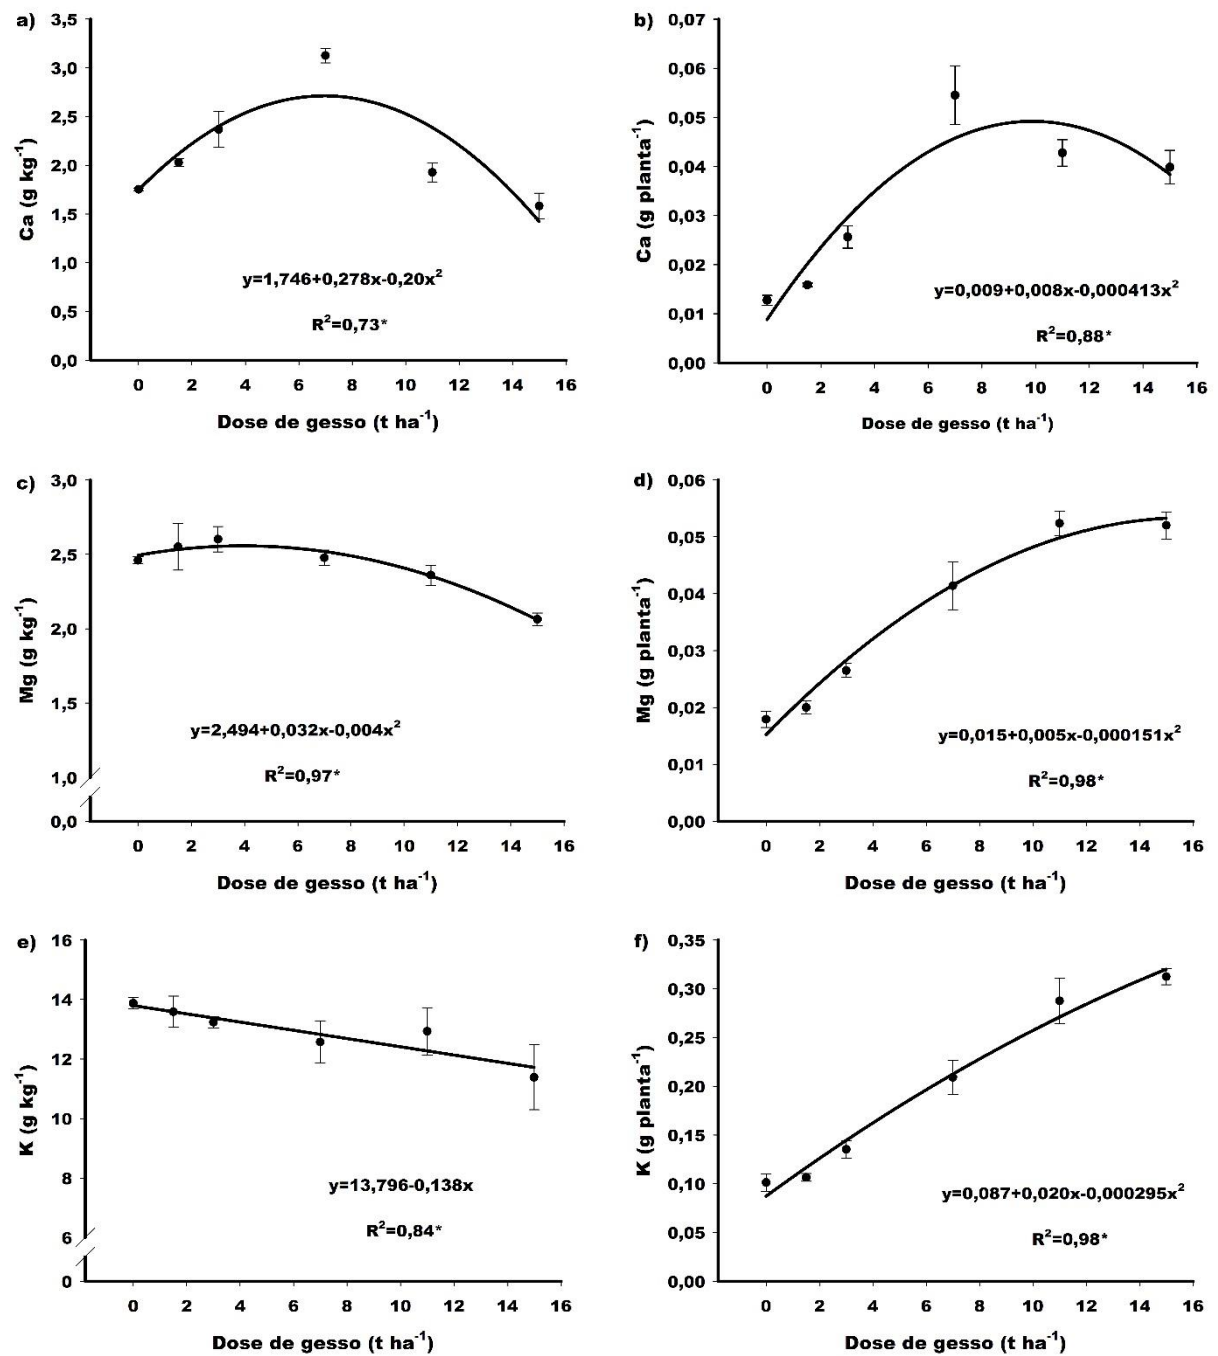 a)
3,5
3,0
2,5
2,0
1,5
1,0
0,5
0,0
Ca (g kg⁻¹)
y=1,746+0,278x-0,20x²
R²=0,73*
0 2 4 6 8 10 12 14 16
Dose de gesso (t ha⁻¹)
b)
0,07
0,06
0,05
0,04
0,03
0,02
0,01
0,00
Ca (g planta⁻¹)
y=0,009+0,008x-0,000413x²
R²=0,88*
0 2 4 6 8 10 12 14 16
Dose de gesso (t ha⁻¹)
c)
3,0
2,5
2,0
1,5
1,0
0,0
Mg (g kg⁻¹)
y=2,494+0,032x-0,004x²
R²=0,97*
0 2 4 6 8 10 12 14 16
Dose de gesso (t ha⁻¹)
d)
0,06
0,05
0,04
0,03
0,02
0,01
0,00
Mg (g planta⁻¹)
y=0,015+0,005x-0,000151x²
R²=0,98*
0 2 4 6 8 10 12 14 16
Dose de gesso (t ha⁻¹)
e)
16
14
12
10
8
6
0
K (g kg⁻¹)
y=13,796-0,138x
R²=0,84*
0 2 4 6 8 10 12 14 16
Dose de gesso (t ha⁻¹)
f)
0,35
0,30
0,25
0,20
0,15
0,10
0,05
0,00
K (g planta⁻¹)
y=0,087+0,020x-0,000295x²
R²=0,98*
0 2 4 6 8 10 12 14 16
Dose de gesso (t ha⁻¹)